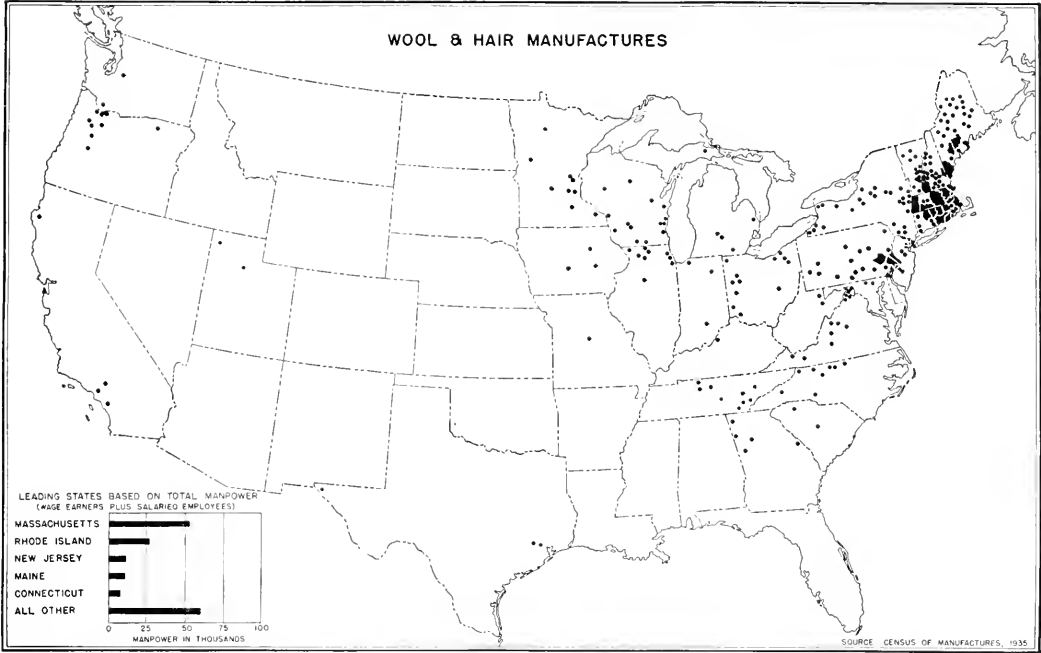 WOOL & HAIR MANUFACTURES
LEADING STATES BASED ON TOTAL MANPOWER
(WAGE EARNERS PLUS SALARIED EMPLOYEES)
MASSACHUSETTS
RHODE ISLAND
NEW JERSEY
MAINE
CONNECTICUT
ALL OTHER
0 25 50 75 100
MANPOWER IN THOUSANDS
SOURCE CENSUS OF MANUFACTURES, 1935